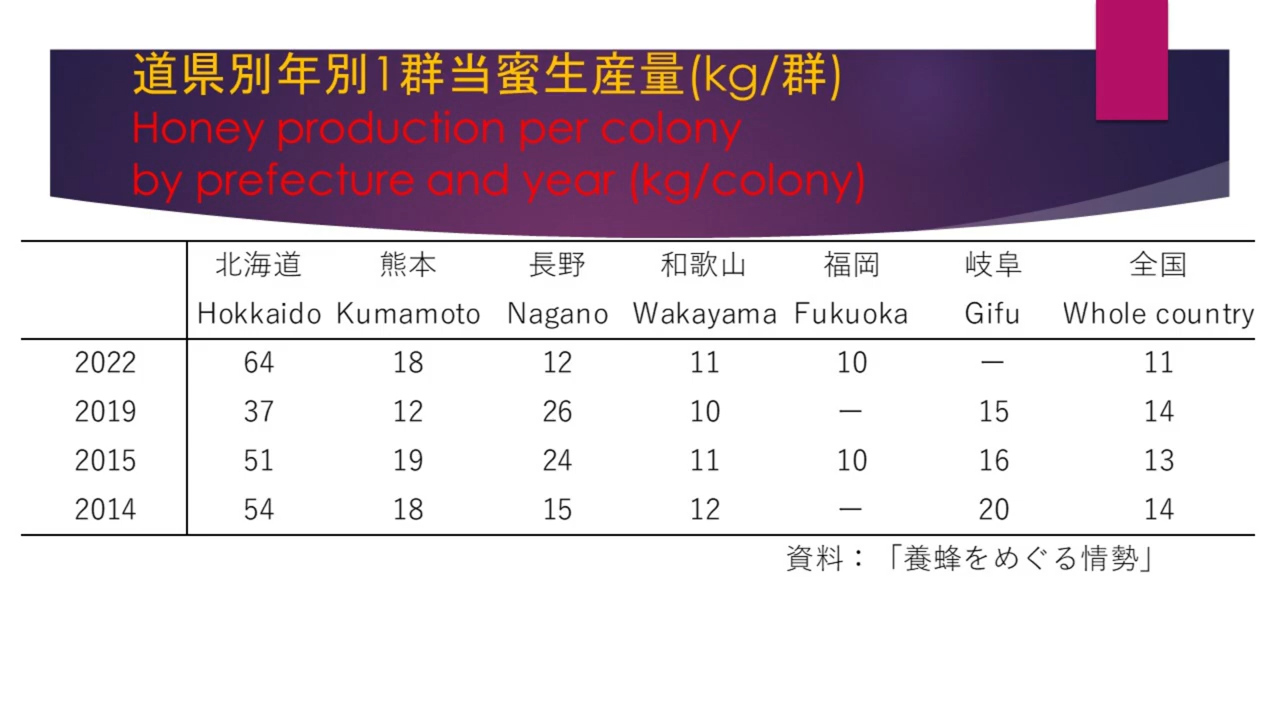 道県別年別1群当蜜生産量(kg/群)
Honey production per colony
by prefecture and year (kg/colony)
北海道 熊本 長野 和歌山 福岡 岐阜 全国
Hokkaido Kumamoto Nagano Wakayama Fukuoka Gifu Whole country
2022 64 18 12 11 10 － 11
2019 37 12 26 10 － 15 14
2015 51 19 24 11 10 16 13
2014 54 18 15 12 － 20 14
資料：「養蜂をめぐる情勢」